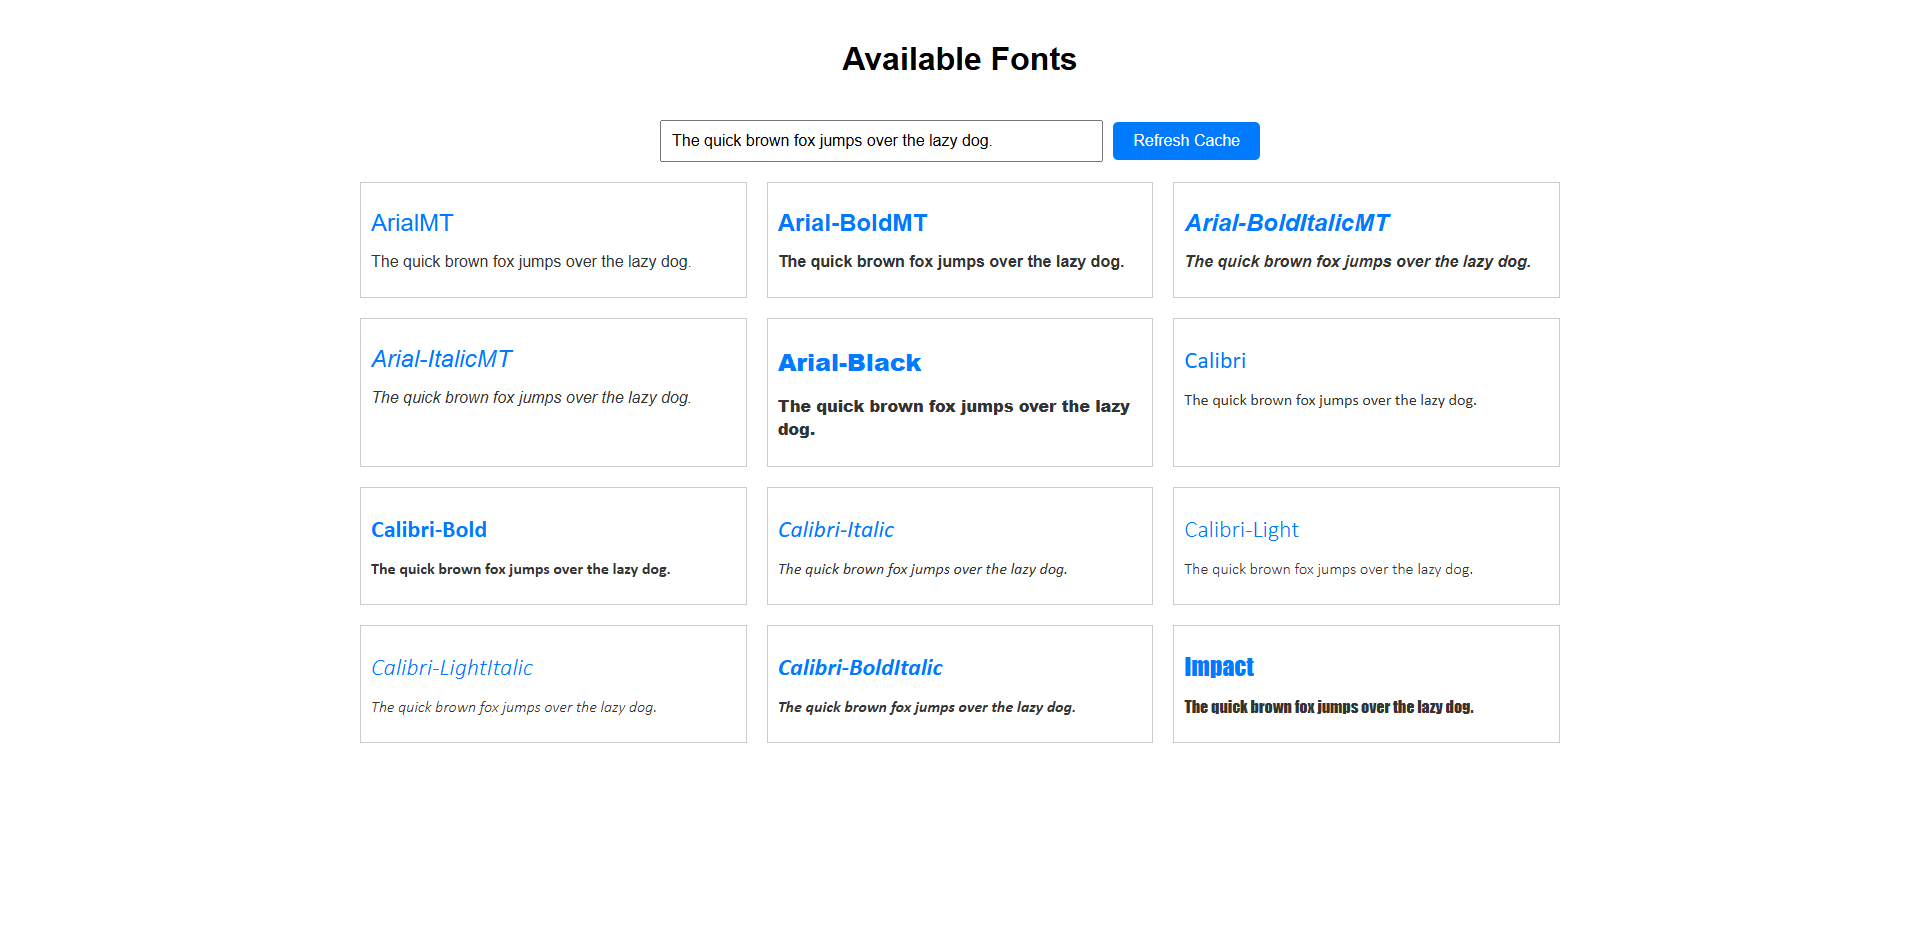 Available Fonts
The quick brown fox jumps over the lazy dog.
Refresh Cache
ArialMT
The quick brown fox jumps over the lazy dog.
Arial-BoldMT
The quick brown fox jumps over the lazy dog.
Arial-BoldItalicMT
The quick brown fox jumps over the lazy dog.
Arial-ItalicMT
The quick brown fox jumps over the lazy dog.
Arial-Black
The quick brown fox jumps over the lazy
dog.
Calibri
The quick brown fox jumps over the lazy dog.
Calibri-Bold
The quick brown fox jumps over the lazy dog.
Calibri-Italic
The quick brown fox jumps over the lazy dog.
Calibri-Light
The quick brown fox jumps over the lazy dog.
Calibri-LightItalic
The quick brown fox jumps over the lazy dog.
Calibri-BoldItalic
The quick brown fox jumps over the lazy dog.
Impact
The quick brown fox jumps over the lazy dog.